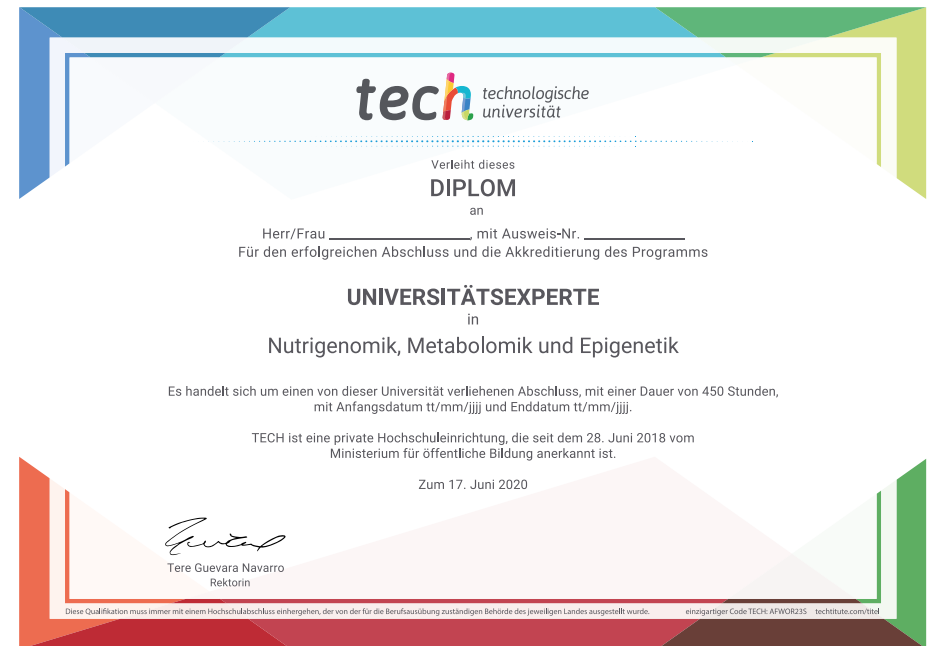 tech technologische
universität
Verleiht dieses
DIPLOM
an
Herr/Frau ____________________, mit Ausweis-Nr. ______________
Für den erfolgreichen Abschluss und die Akkreditierung des Programms
UNIVERSITÄTSEXPERTE
in
Nutrigenomik, Metabolomik und Epigenetik
Es handelt sich um einen von dieser Universität verliehenen Abschluss, mit einer Dauer von 450 Stunden,
mit Anfangsdatum tt/mm/jjjj und Enddatum tt/mm/jjjj.
TECH ist eine private Hochschuleinrichtung, die seit dem 28. Juni 2018 vom
Ministerium für öffentliche Bildung anerkannt ist.
Zum 17. Juni 2020
Tere Guevara Navarro
Rektorin
Diese Qualifikation muss immer mit einem Hochschulabschluss einhergehen, der von der für die Berufsausübung zuständigen Behörde des jeweiligen Landes ausgestellt wurde. einzigartiger Code TECH: AFWOR23S techtitute.com/titel